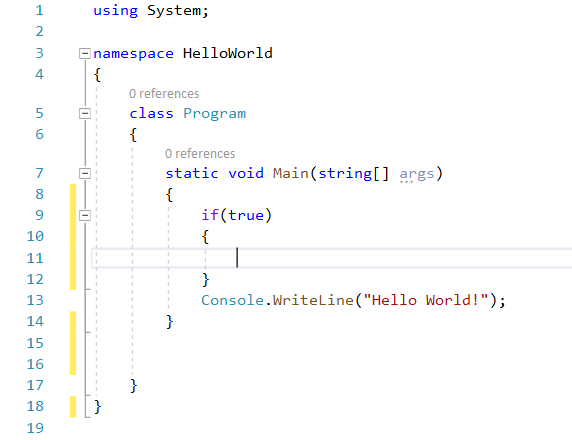 1 using System;
2
3 namespace HelloWorld
4 {
0 references
5 class Program
6 {
0 references
7 static void Main(string[] args)
8 {
9 if(true)
10 {
11
12 }
13 Console.WriteLine("Hello World!");
14 }
15
16
17 }
18 }
19